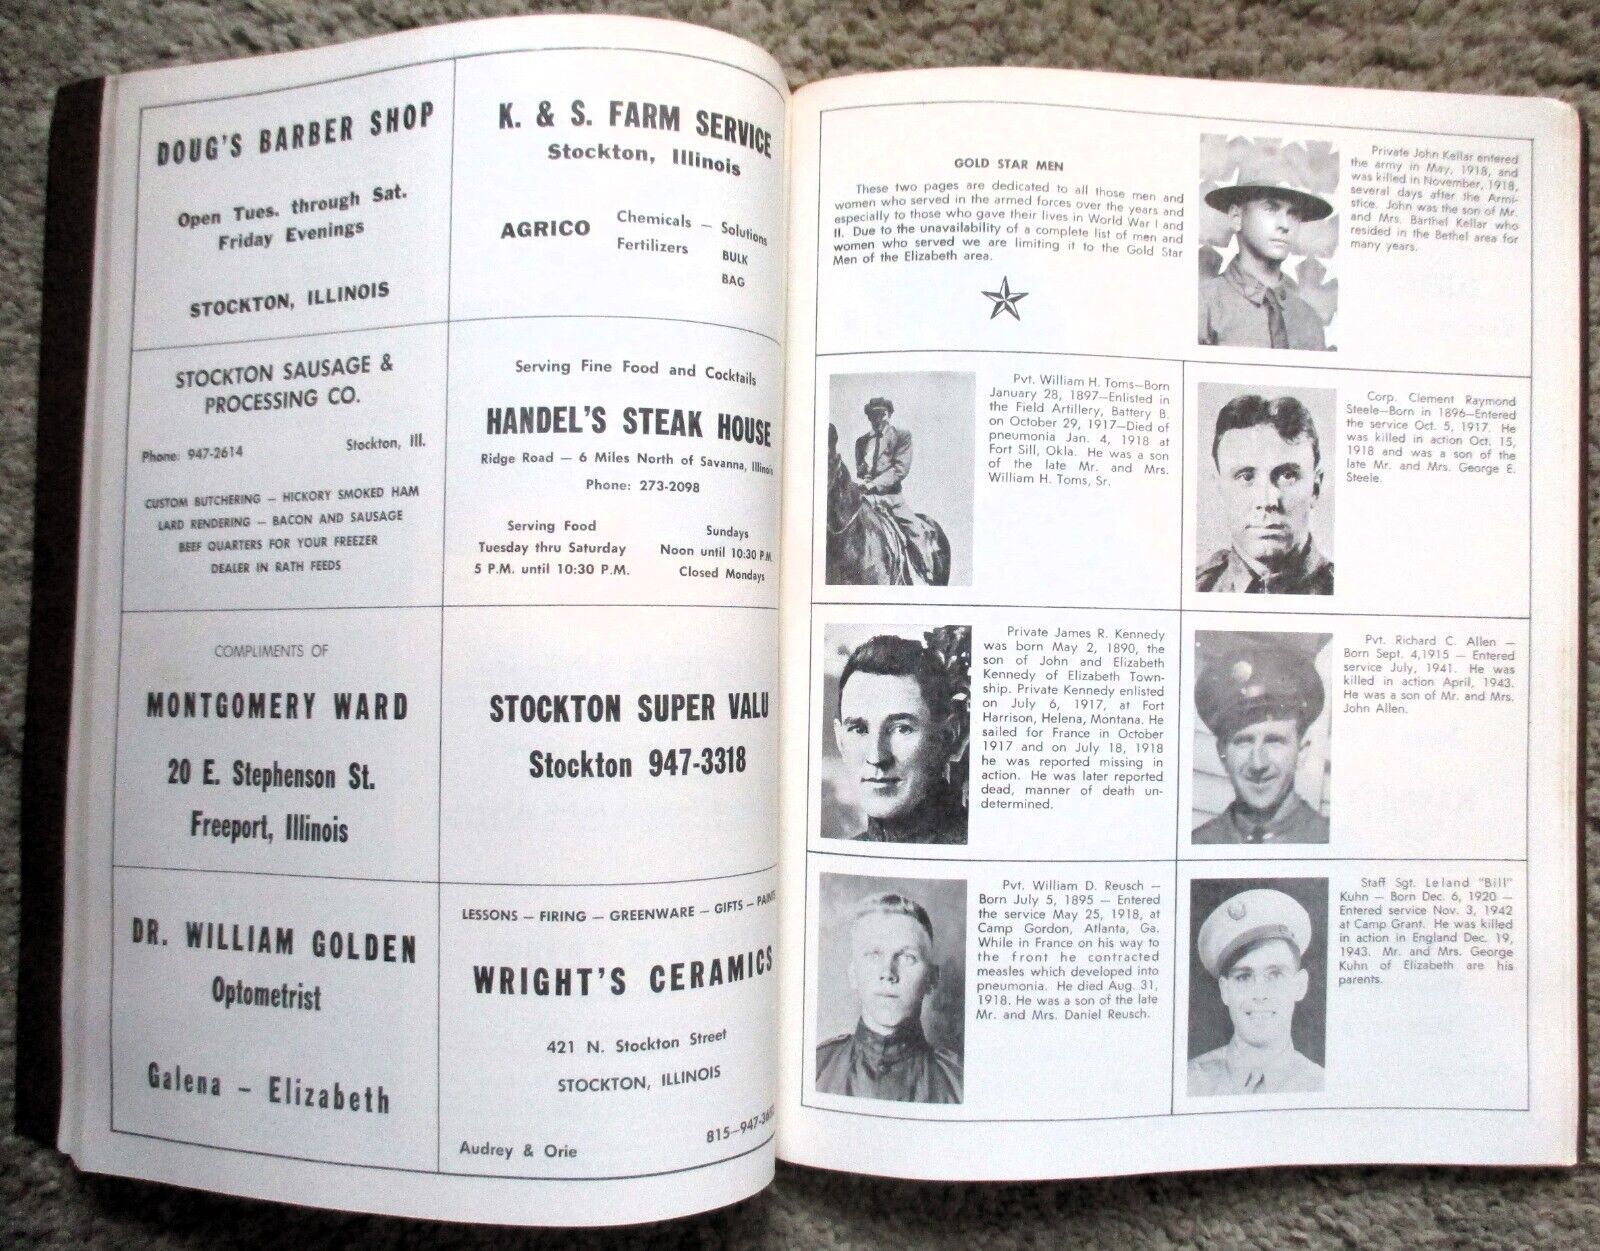 DOUG'S BARBER SHOP
Open Tues. through Sat.
Friday Evenings
STOCKTON, ILLINOIS
K. & S. FARM SERVICE
Stockton, Illinois
AGRICO
Chemicals — Solutions
Fertilizers
BULK
BAG
STOCKTON SAUSAGE &
PROCESSING CO.
Phone: 947-2614 Stockton, Ill.
CUSTOM BUTCHERING — HICKORY SMOKED HAM
LARD RENDERING — BACON AND SAUSAGE
BEEF QUARTERS FOR YOUR FREEZER
DEALER IN RATH FEEDS
Serving Fine Food and Cocktails
HANDEL'S STEAK HOUSE
Ridge Road — 6 Miles North of Savanna, Illinois
Phone: 273-2098
Serving Food
Tuesday thru Saturday
5 P.M. until 10:30 P.M.
Sundays
Noon until 10:30 P.M.
Closed Mondays
COMPLIMENTS OF
MONTGOMERY WARD
20 E. Stephenson St.
Freeport, Illinois
STOCKTON SUPER VALU
Stockton 947-3318
DR. WILLIAM GOLDEN
Optometrist
Galena – Elizabeth
LESSONS — FIRING — GREENWARE — GIFTS — PAINTS
WRIGHT'S CERAMICS
421 N. Stockton Street
STOCKTON, ILLINOIS
Audrey & Orie
GOLD STAR MEN
These two pages are dedicated to all those men and
women who served in the armed forces over the years and
especially to those who gave their lives in World War I and
II. Due to the unavailability of a complete list of men and
women who served we are limiting it to the Gold Star
Men of the Elizabeth area.
Private John Kellar entered
the army in May, 1918, and
was killed in November, 1918,
several days after the Armi-
stice. John was the son of Mr.
and Mrs. Barthel Kellar who
resided in the Bethel area for
many years.
Pvt. William H. Toms—Born
January 28, 1897—Enlisted in
the Field Artillery, Battery B.
on October 29, 1917—Died of
pneumonia Jan. 4, 1918 at
Fort Sill, Okla. He was a son
of the late Mr. and Mrs.
William H. Toms, Sr.
Corp. Clement Raymond
Steele—Born in 1896—Entered
the service Oct. 5, 1917. He
was killed in action Oct. 15,
1918 and was a son of the
late Mr. and Mrs. George E.
Steele.
Private James R. Kennedy
was born May 2, 1890, the
son of John and Elizabeth
Kennedy of Elizabeth Town-
ship. Private Kennedy enlisted
on July 6, 1917, at Fort
Harrison, Helena, Montana. He
sailed for France in October
1917 and on July 18, 1918
he was reported missing in
action. He was later reported
dead, manner of death un-
determined.
Pvt. Richard C. Allen —
Born Sept. 4,1915 — Entered
service July, 1941. He was
killed in action April, 1943.
He was a son of Mr. and Mrs.
John Allen.
Pvt. William D. Reusch —
Born July 5, 1895 — Entered
the service May 25, 1918, at
Camp Gordon, Atlanta, Ga.
While in France on his way to
the front he contracted
measles which developed into
pneumonia. He died Aug. 31,
1918. He was a son of the late
Mr. and Mrs. Daniel Reusch.
Staff Sgt. Leland "Bill"
Kuhn — Born Dec. 6, 1920 —
Entered service Nov. 3, 1942
at Camp Grant. He was killed
in action in England Dec. 19,
1943. Mr. and Mrs. George
Kuhn of Elizabeth are his
parents.